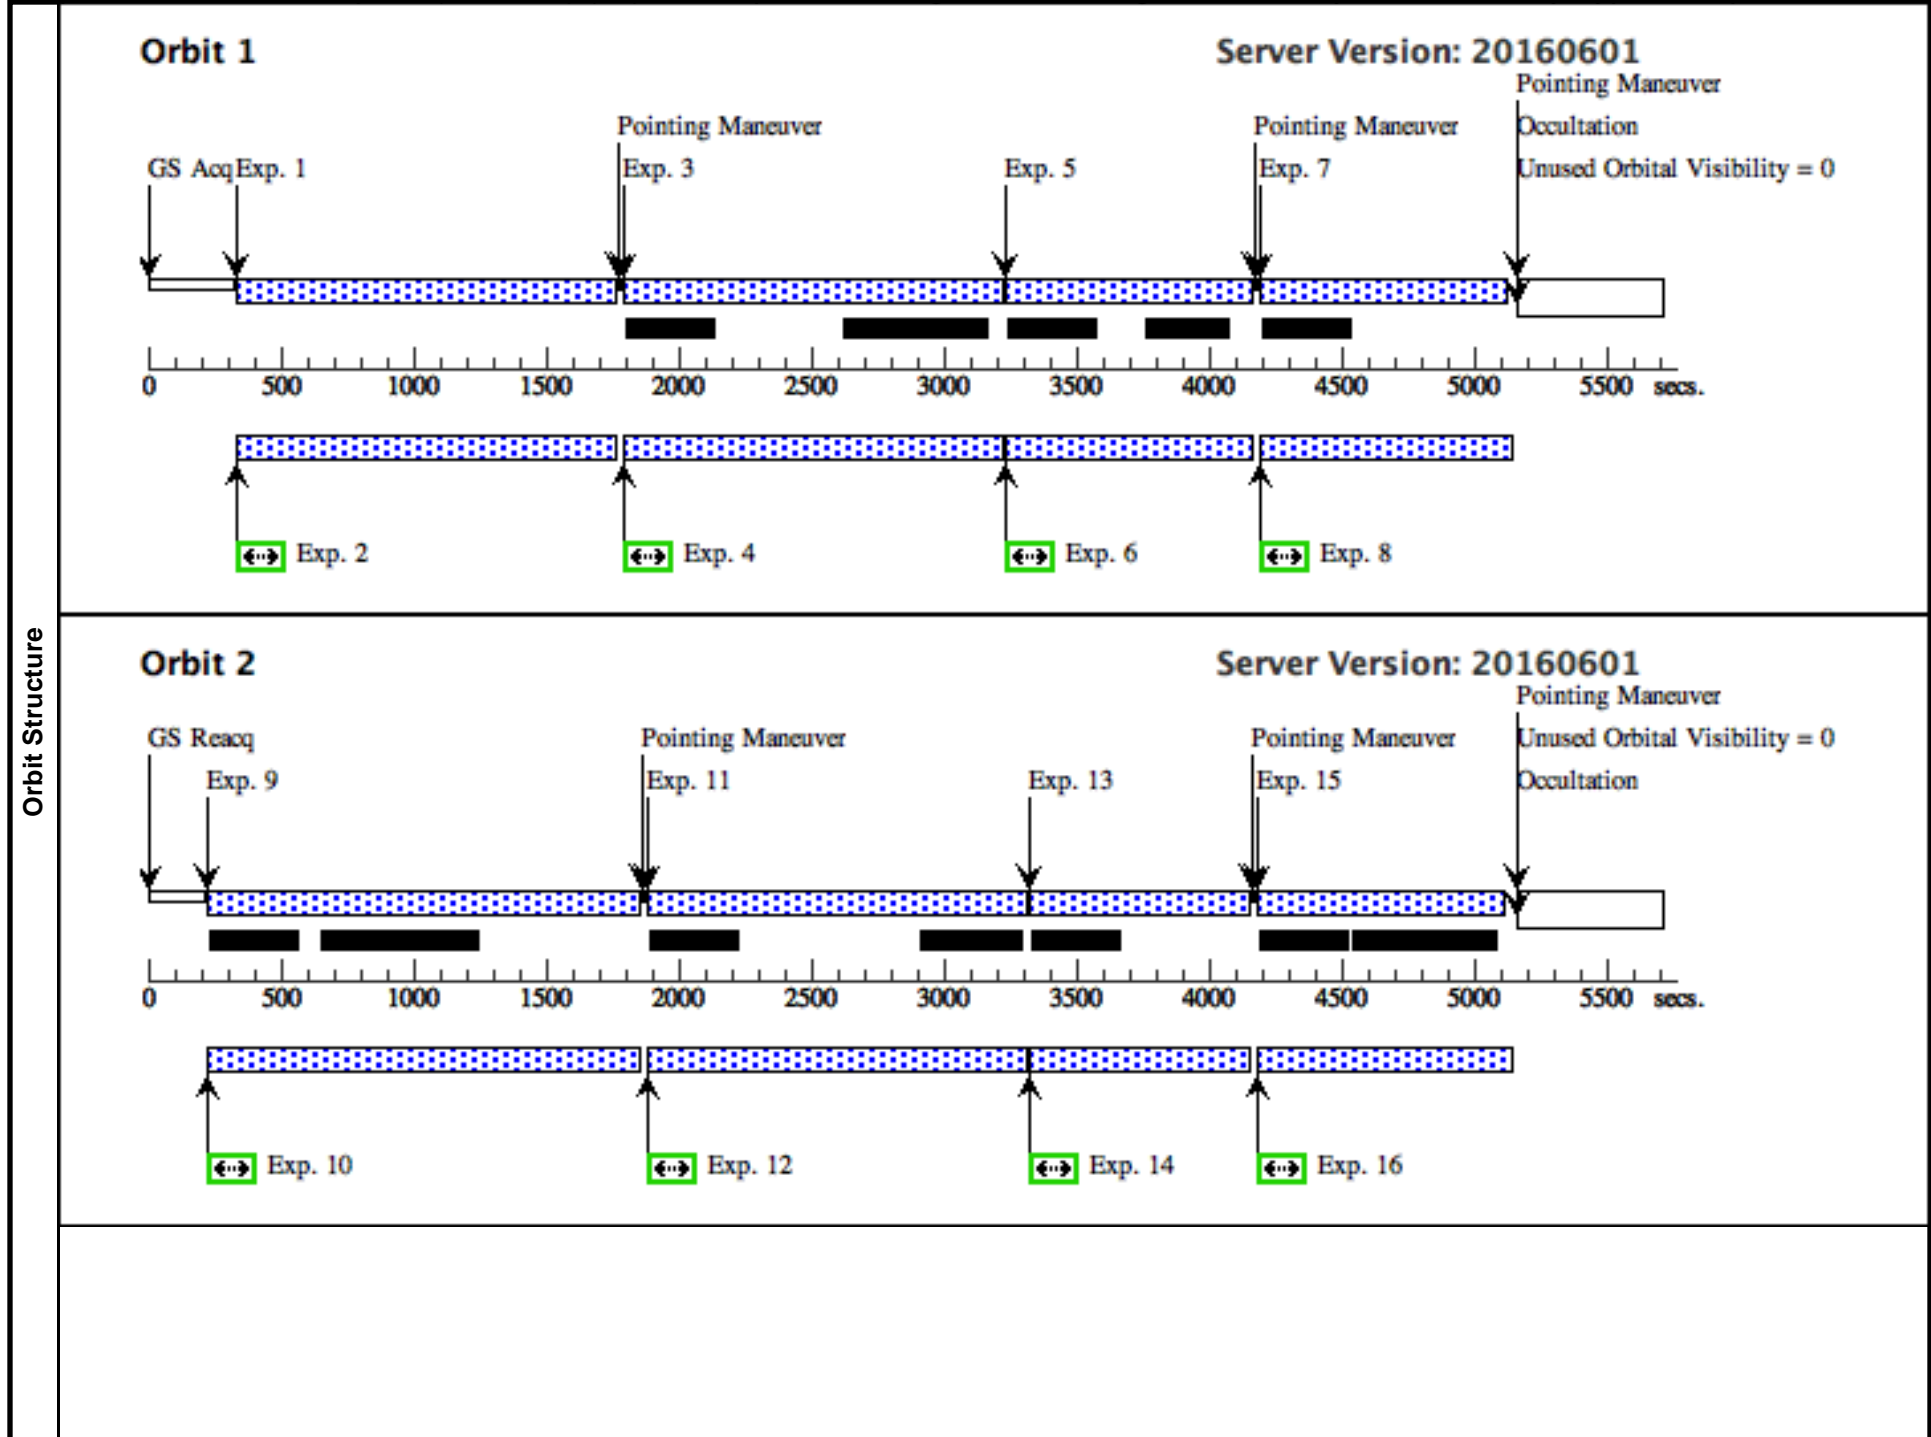 Orbit Structure
Orbit 1
Server Version: 20160601
Pointing Maneuver
Pointing Maneuver
Pointing Maneuver
Occultation
GS Acq
Exp. 1
Exp. 3
Exp. 5
Exp. 7
Unused Orbital Visibility = 0
0 500 1000 1500 2000 2500 3000 3500 4000 4500 5000 5500 secs.
Exp. 2
Exp. 4
Exp. 6
Exp. 8
Orbit 2
Server Version: 20160601
Pointing Maneuver
GS Reacq
Pointing Maneuver
Pointing Maneuver
Unused Orbital Visibility = 0
Exp. 9
Exp. 11
Exp. 13
Exp. 15
Occultation
0 500 1000 1500 2000 2500 3000 3500 4000 4500 5000 5500 secs.
Exp. 10
Exp. 12
Exp. 14
Exp. 16